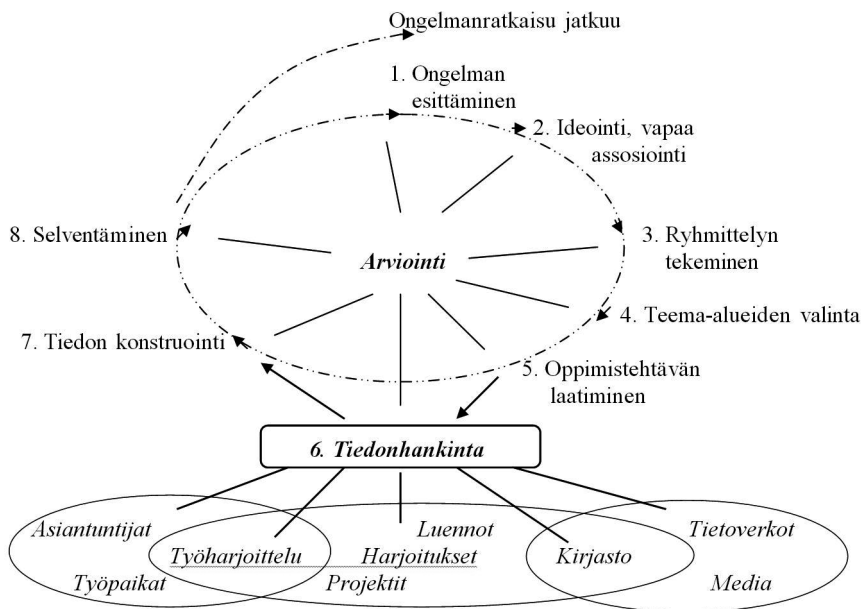 Ongelmanratkaisu jatkuu
1. Ongelman
esittäminen
2. Ideointi, vapaa
assosiointi
8. Selventäminen
Arviointi
3. Ryhmittelyn
tekeminen
4. Teema-alueiden valinta
7. Tiedon konstruointi
5. Oppimistehtävän
laatiminen
6. Tiedonhankinta
Asiantuntijat
Luennot
Tietoverkot
Työharjoittelu
Harjoitukset
Kirjasto
Työpaikat
Projektit
Media